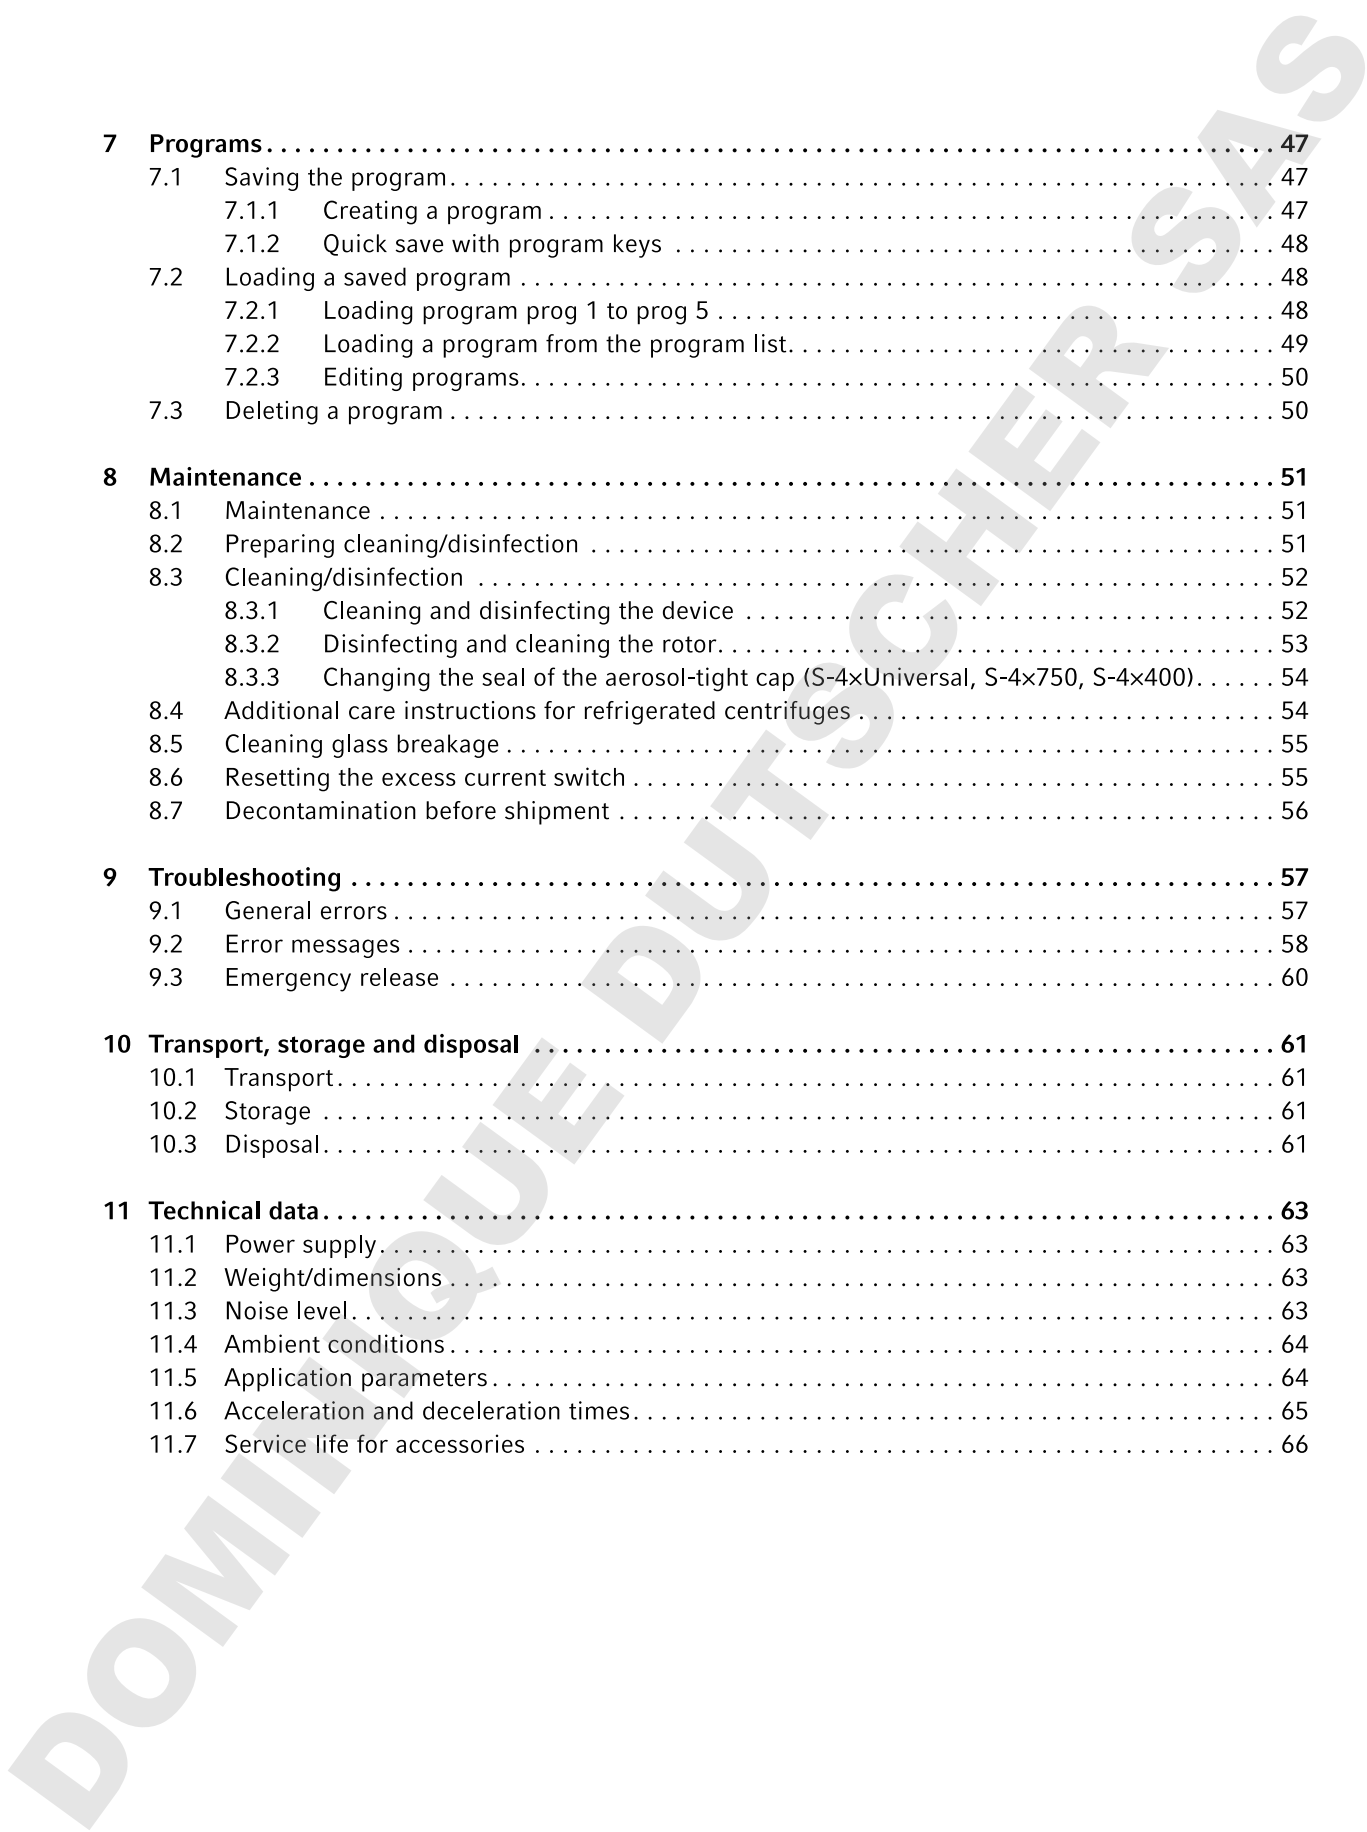 7 Programs. . . . . . . . . . . . . . . . . . . . 47
7.1 Saving the program. . . . . . . . . . . . . . . . . . . . 47
7.1.1 Creating a program . . . . . . . . . . . . . . . . . . . . 47
7.1.2 Quick save with program keys . . . . . . . . . . . . . . . . . . . . 48
7.2 Loading a saved program . . . . . . . . . . . . . . . . . . . . 48
7.2.1 Loading program prog 1 to prog 5 . . . . . . . . . . . . . . . . . . . . 48
7.2.2 Loading a program from the program list. . . . . . . . . . . . . . . . . . . . 49
7.2.3 Editing programs. . . . . . . . . . . . . . . . . . . . 50
7.3 Deleting a program . . . . . . . . . . . . . . . . . . . . 50
8 Maintenance . . . . . . . . . . . . . . . . . . . . 51
8.1 Maintenance . . . . . . . . . . . . . . . . . . . . 51
8.2 Preparing cleaning/disinfection . . . . . . . . . . . . . . . . . . . . 51
8.3 Cleaning/disinfection . . . . . . . . . . . . . . . . . . . . 52
8.3.1 Cleaning and disinfecting the device . . . . . . . . . . . . . . . . . . . . 52
8.3.2 Disinfecting and cleaning the rotor. . . . . . . . . . . . . . . . . . . . 53
8.3.3 Changing the seal of the aerosol-tight cap (S-4×Universal, S-4×750, S-4×400). . . . . . 54
8.4 Additional care instructions for refrigerated centrifuges . . . . . . . . . . . . . . . . . . . . 54
8.5 Cleaning glass breakage . . . . . . . . . . . . . . . . . . . . 55
8.6 Resetting the excess current switch . . . . . . . . . . . . . . . . . . . . 55
8.7 Decontamination before shipment . . . . . . . . . . . . . . . . . . . . 56
9 Troubleshooting . . . . . . . . . . . . . . . . . . . . 57
9.1 General errors . . . . . . . . . . . . . . . . . . . . 57
9.2 Error messages . . . . . . . . . . . . . . . . . . . . 58
9.3 Emergency release . . . . . . . . . . . . . . . . . . . . 60
10 Transport, storage and disposal . . . . . . . . . . . . . . . . . . . . 61
10.1 Transport. . . . . . . . . . . . . . . . . . . . 61
10.2 Storage . . . . . . . . . . . . . . . . . . . . 61
10.3 Disposal. . . . . . . . . . . . . . . . . . . . 61
11 Technical data. . . . . . . . . . . . . . . . . . . . 63
11.1 Power supply. . . . . . . . . . . . . . . . . . . . 63
11.2 Weight/dimensions . . . . . . . . . . . . . . . . . . . . 63
11.3 Noise level. . . . . . . . . . . . . . . . . . . . 63
11.4 Ambient conditions . . . . . . . . . . . . . . . . . . . . 64
11.5 Application parameters . . . . . . . . . . . . . . . . . . . . 64
11.6 Acceleration and deceleration times. . . . . . . . . . . . . . . . . . . . 65
11.7 Service life for accessories . . . . . . . . . . . . . . . . . . . . 66
DOMINIQUE DUTSCHER SAS